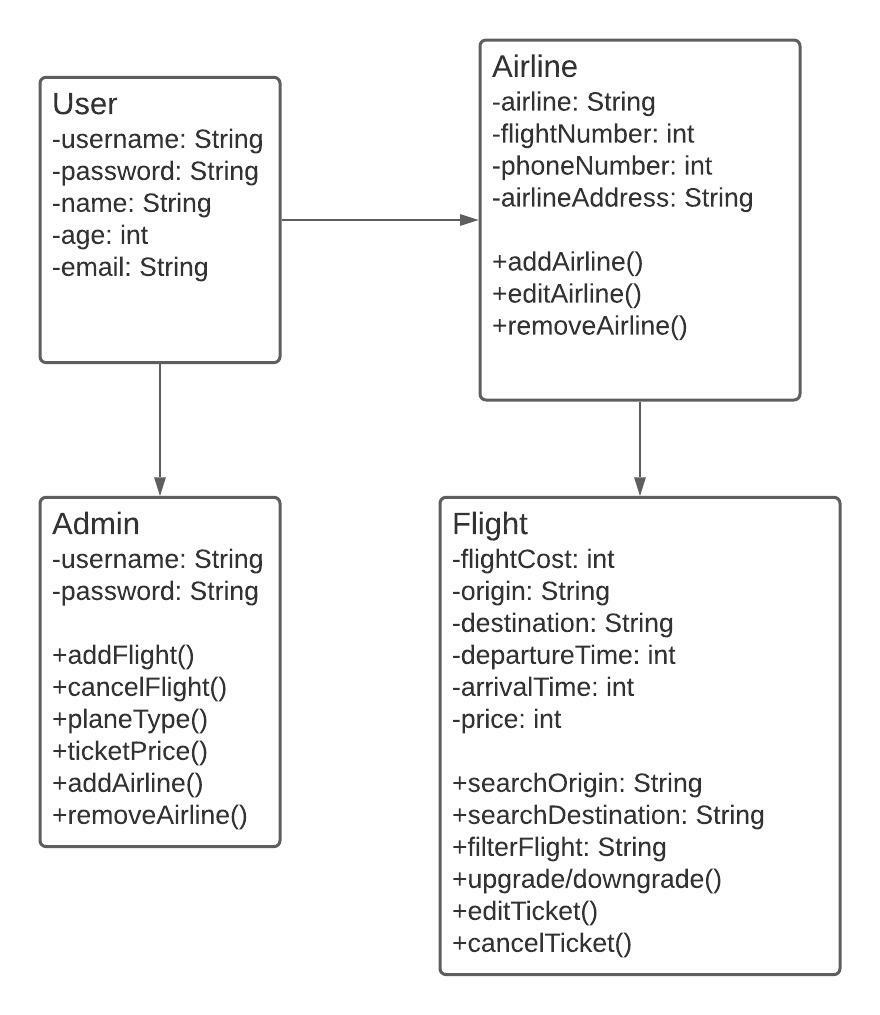 User
-username: String
-password: String
-name: String
-age: int
-email: String
Airline
-airline: String
-flightNumber: int
-phoneNumber: int
-airlineAddress: String
+addAirline()
+editAirline()
+removeAirline()
Admin
-username: String
-password: String
+addFlight()
+cancelFlight()
+planeType()
+ticketPrice()
+addAirline()
+removeAirline()
Flight
-flightCost: int
-origin: String
-destination: String
-departureTime: int
-arrivalTime: int
-price: int
+searchOrigin: String
+searchDestination: String
+filterFlight: String
+upgrade/downgrade()
+editTicket()
+cancelTicket()